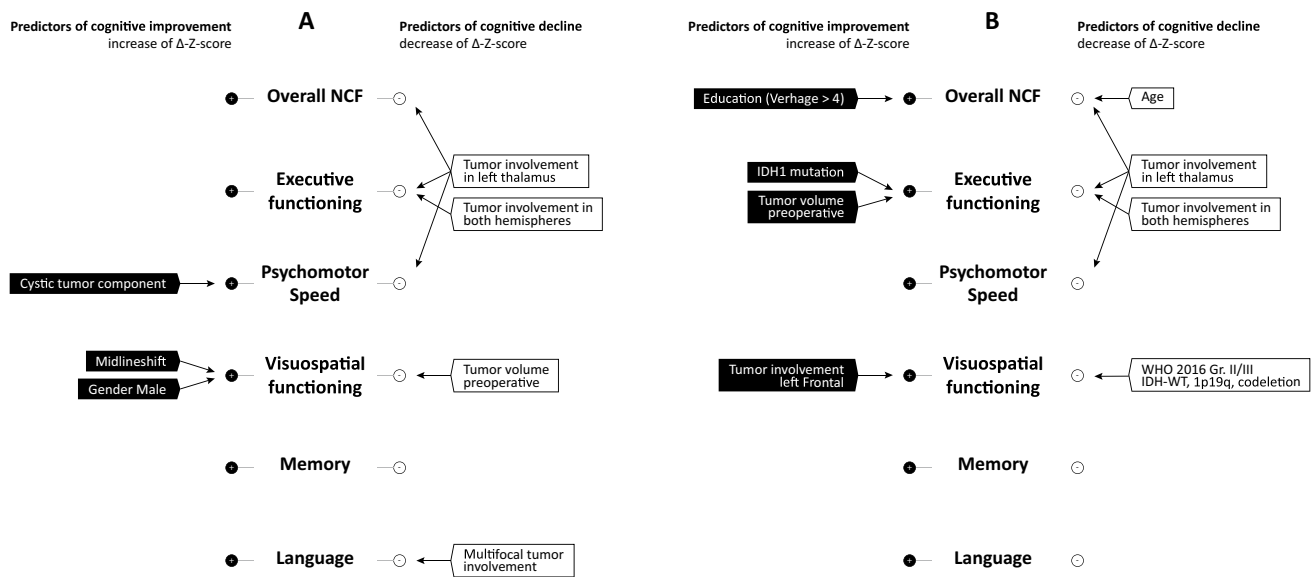 A
Predictors of cognitive improvement
increase of Δ-Z-score
Predictors of cognitive decline
decrease of Δ-Z-score
+
Overall NCF
-
Tumor involvement
in left thalamus
+
Executive
functioning
-
Tumor involvement in
both hemispheres
Cystic tumor component
+
Psychomotor
Speed
-
Midlineshift
Gender Male
+
Visuospatial
functioning
-
Tumor volume
preoperative
+
Memory
-
+
Language
-
Multifocal tumor
involvement
B
Predictors of cognitive improvement
increase of Δ-Z-score
Predictors of cognitive decline
decrease of Δ-Z-score
Education (Verhage > 4)
+
Overall NCF
-
Age
IDH1 mutation
Tumor volume
preoperative
+
Executive
functioning
-
Tumor involvement
in left thalamus
Tumor involvement in
both hemispheres
+
Psychomotor
Speed
-
Tumor involvement
left Frontal
+
Visuospatial
functioning
-
WHO 2016 Gr. II/III
IDH-WT, 1p19q, codeletion
+
Memory
-
+
Language
-